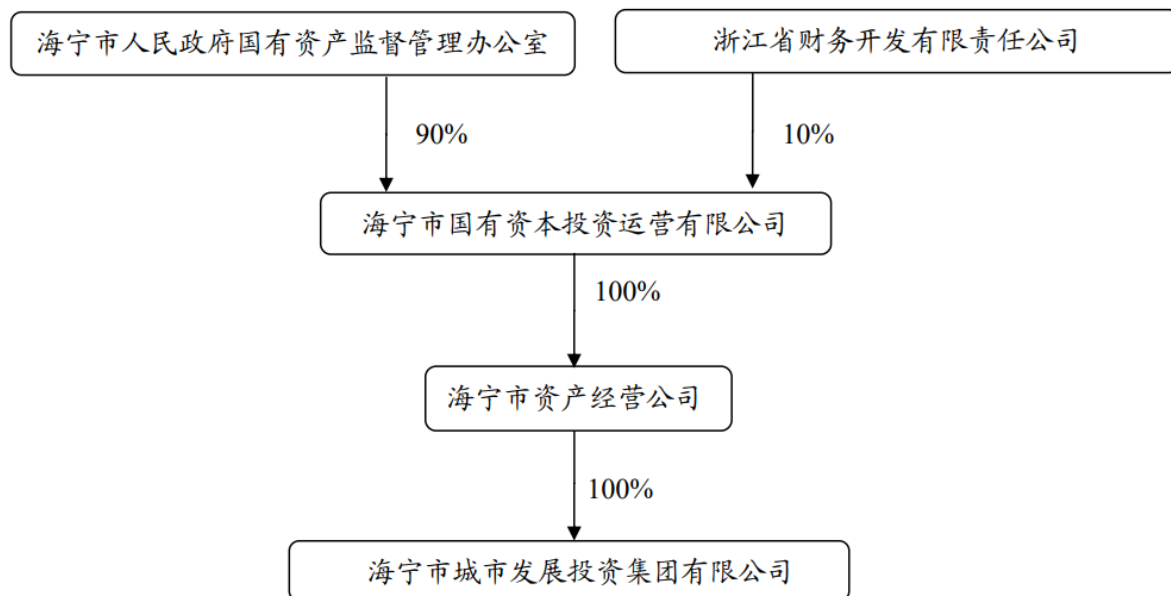 海宁市人民政府国有资产监督管理办公室
浙江省财务开发有限责任公司
90%
10%
海宁市国有资本投资运营有限公司
100%
海宁市资产经营公司
100%
海宁市城市发展投资集团有限公司